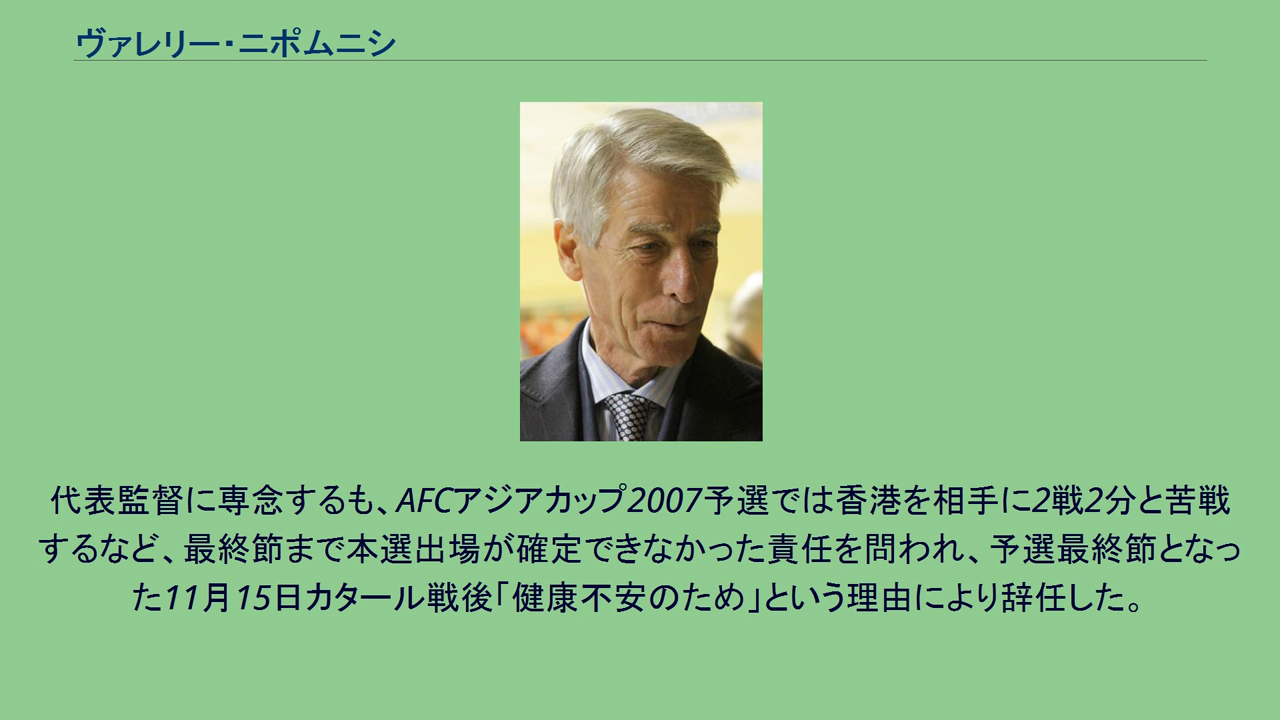 ヴァレリー・ニポムニシ
代表監督に専念するも、AFCアジアカップ2007予選では香港を相手に2戦2分と苦戦
するなど、最終節まで本選出場が確定できなかった責任を問われ、予選最終節となっ
た11月15日カタール戦後「健康不安のため」という理由により辞任した。